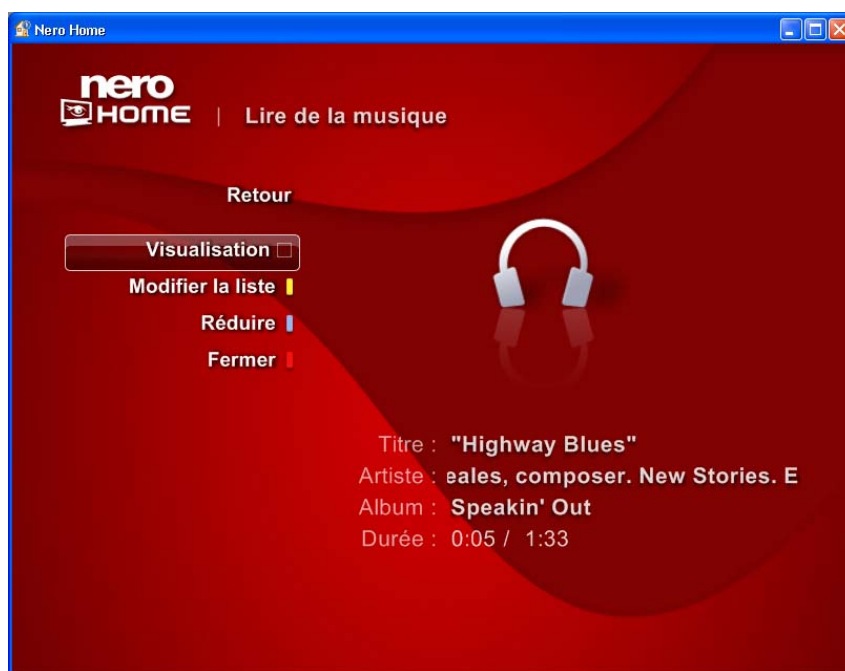 Nero Home
nero
HOME | Lire de la musique
Retour
Visualisation
Modifier la liste
Réduire
Fermer
Titre : "Highway Blues"
Artiste : eales, composer. New Stories. E
Album : Speakin' Out
Durée : 0:05 / 1:33